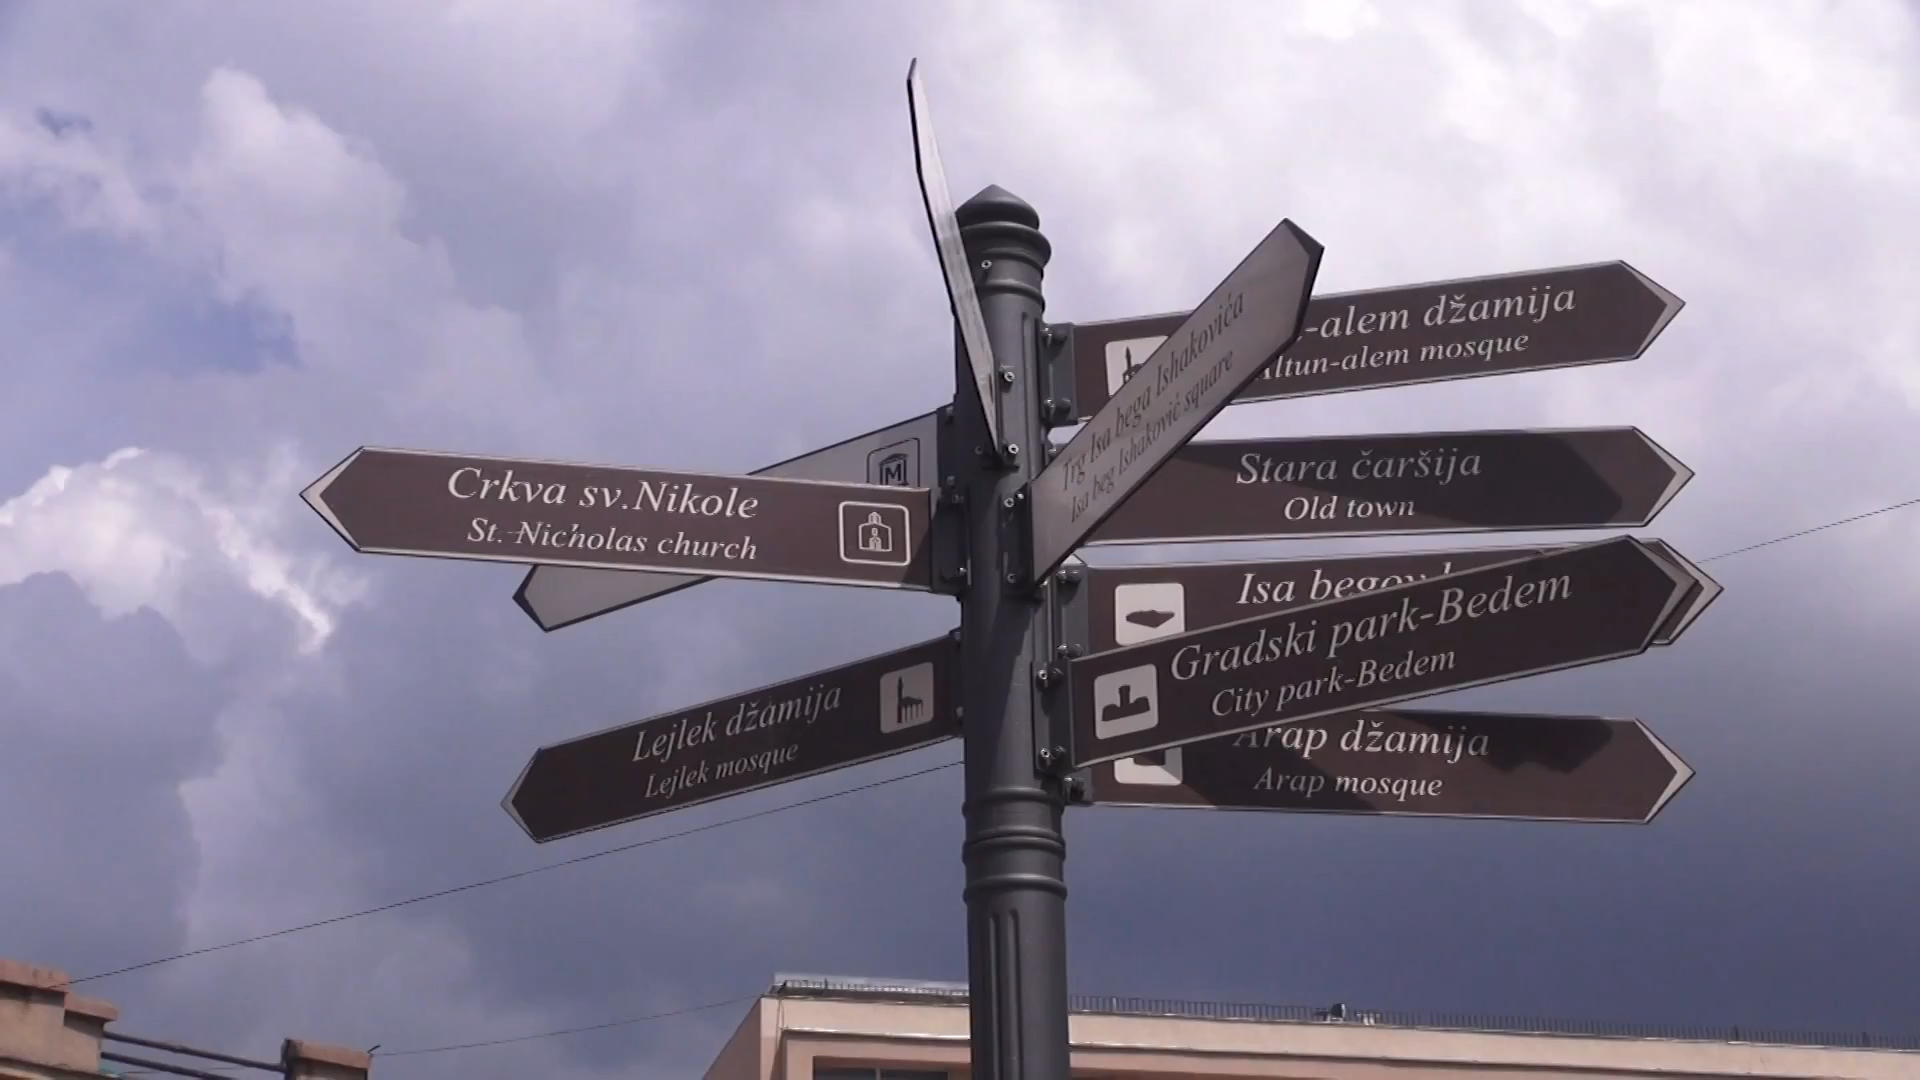 -alem džamija
Altun-alem mosque
Trg Isa bega Ishakovića
Isa beg Ishaković square
Stara čaršija
Old town
M
Crkva sv.Nikole
St. Nicholas church
Isa begov
Gradski park-Bedem
City park-Bedem
Lejlek džamija
Lejlek mosque
Arap džamija
Arap mosque